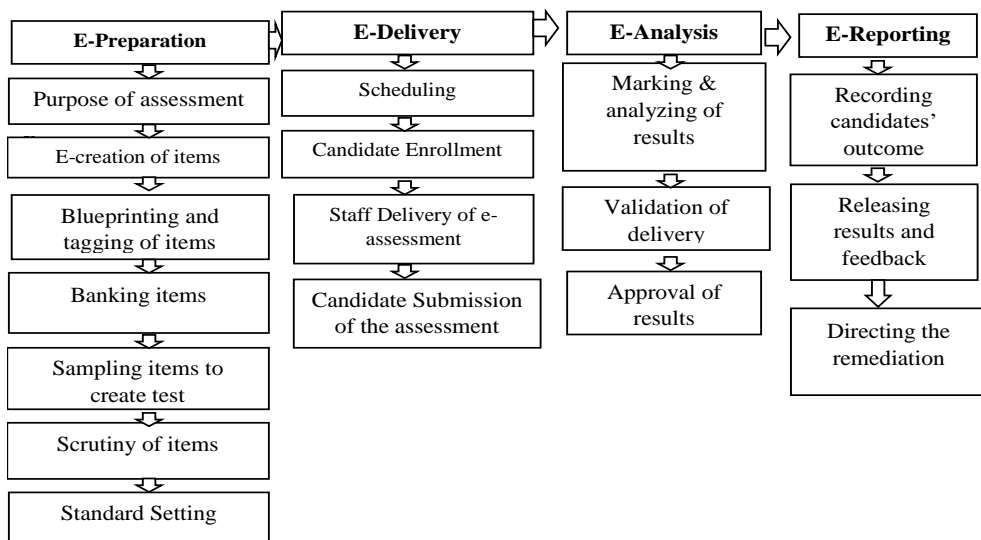 E-Preparation
Purpose of assessment
E-creation of items
Blueprinting and
tagging of items
Banking items
Sampling items to
create test
Scrutiny of items
Standard Setting
E-Delivery
Scheduling
Candidate Enrollment
Staff Delivery of e-
assessment
Candidate Submission
of the assessment
E-Analysis
Marking &
analyzing of
results
Validation of
delivery
Approval of
results
E-Reporting
Recording
candidates’
outcome
Releasing
results and
feedback
Directing the
remediation